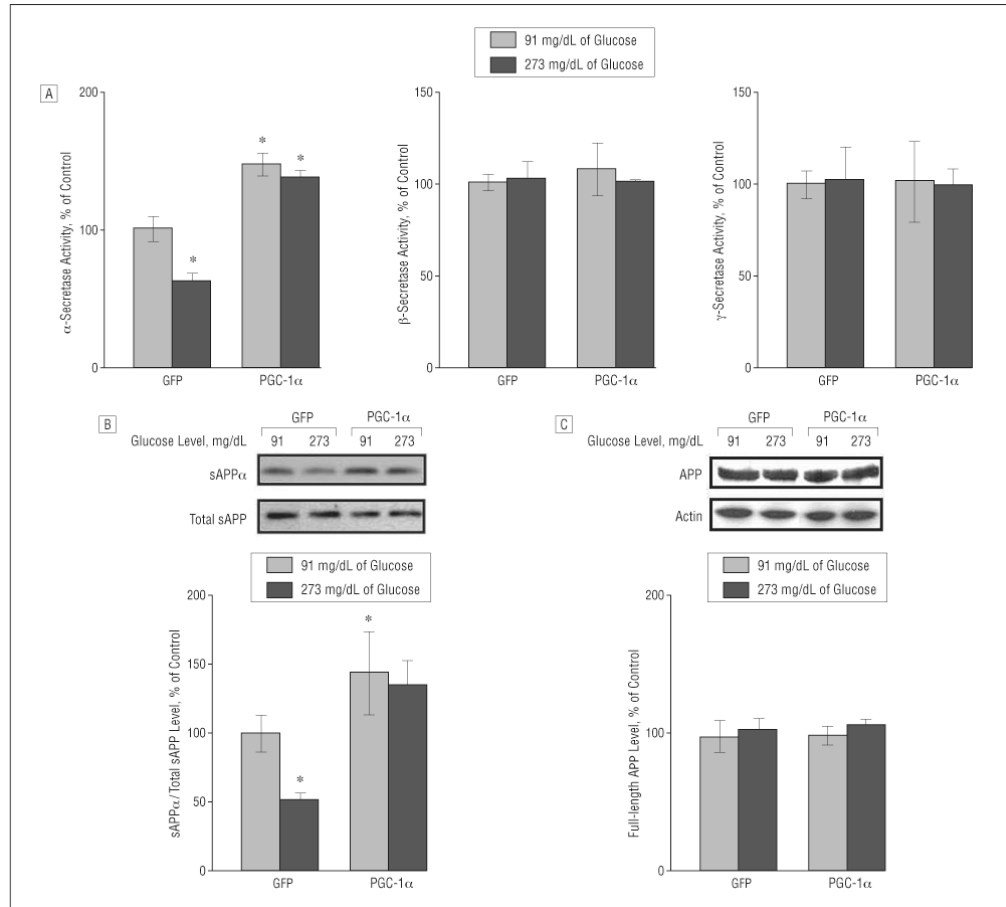 91 mg/dL of Glucose
273 mg/dL of Glucose
A
α-Secretase Activity, % of Control
200
100
0
*
*
*
GFP
PGC-1α
β-Secretase Activity, % of Control
150
100
50
0
GFP
PGC-1α
γ-Secretase Activity, % of Control
150
100
50
0
GFP
PGC-1α
B
GFP
PGC-1α
Glucose Level, mg/dL
91
273
91
273
sAPPα
Total sAPP
91 mg/dL of Glucose
273 mg/dL of Glucose
sAPPα/Total sAPP Level, % of Control
200
150
100
50
0
*
*
GFP
PGC-1α
C
GFP
PGC-1α
Glucose Level, mg/dL
91
273
91
273
APP
Actin
91 mg/dL of Glucose
273 mg/dL of Glucose
Full-length APP Level, % of Control
200
100
0
GFP
PGC-1α